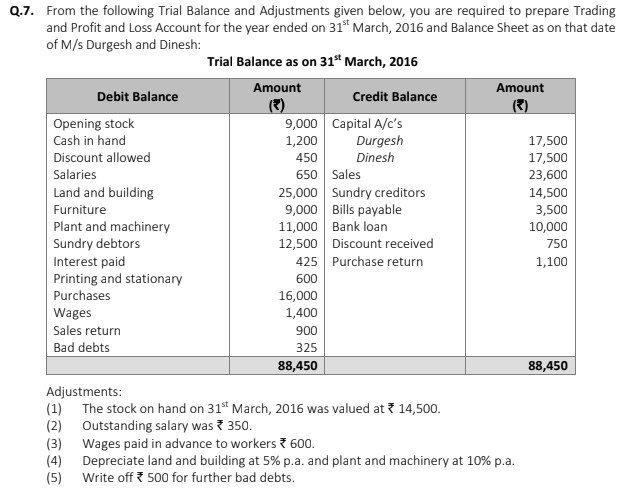 Q.7. From the following Trial Balance and Adjustments given below, you are required to prepare Trading
and Profit and Loss Account for the year ended on 31st March, 2016 and Balance Sheet as on that date
of M/s Durgesh and Dinesh:
Trial Balance as on 31st March, 2016
Debit Balance Amount (₹) Credit Balance Amount (₹)
Opening stock 9,000 Capital A/c's
Cash in hand 1,200 Durgesh 17,500
Discount allowed 450 Dinesh 17,500
Salaries 650 Sales 23,600
Land and building 25,000 Sundry creditors 14,500
Furniture 9,000 Bills payable 3,500
Plant and machinery 11,000 Bank loan 10,000
Sundry debtors 12,500 Discount received 750
Interest paid 425 Purchase return 1,100
Printing and stationary 600
Purchases 16,000
Wages 1,400
Sales return 900
Bad debts 325
88,450 88,450
Adjustments:
(1) The stock on hand on 31st March, 2016 was valued at ₹ 14,500.
(2) Outstanding salary was ₹ 350.
(3) Wages paid in advance to workers ₹ 600.
(4) Depreciate land and building at 5% p.a. and plant and machinery at 10% p.a.
(5) Write off ₹ 500 for further bad debts.